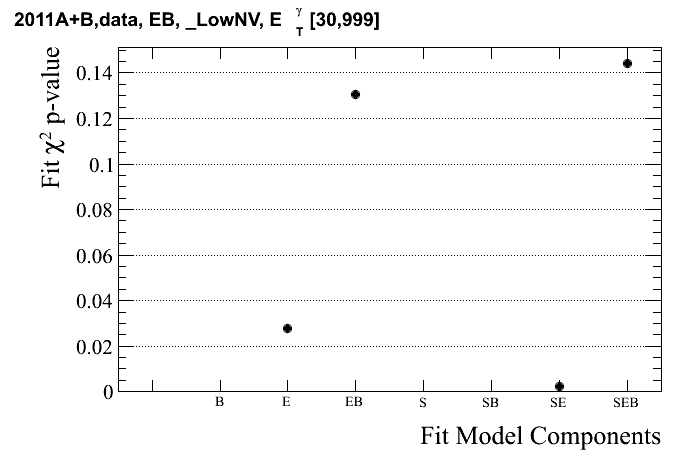 2011A+B,data, EB, _LowNV, E γ T [30,999]
Fit χ² p-value
0.14
0.12
0.1
0.08
0.06
0.04
0.02
0
B E EB S SB SE SEB
Fit Model Components